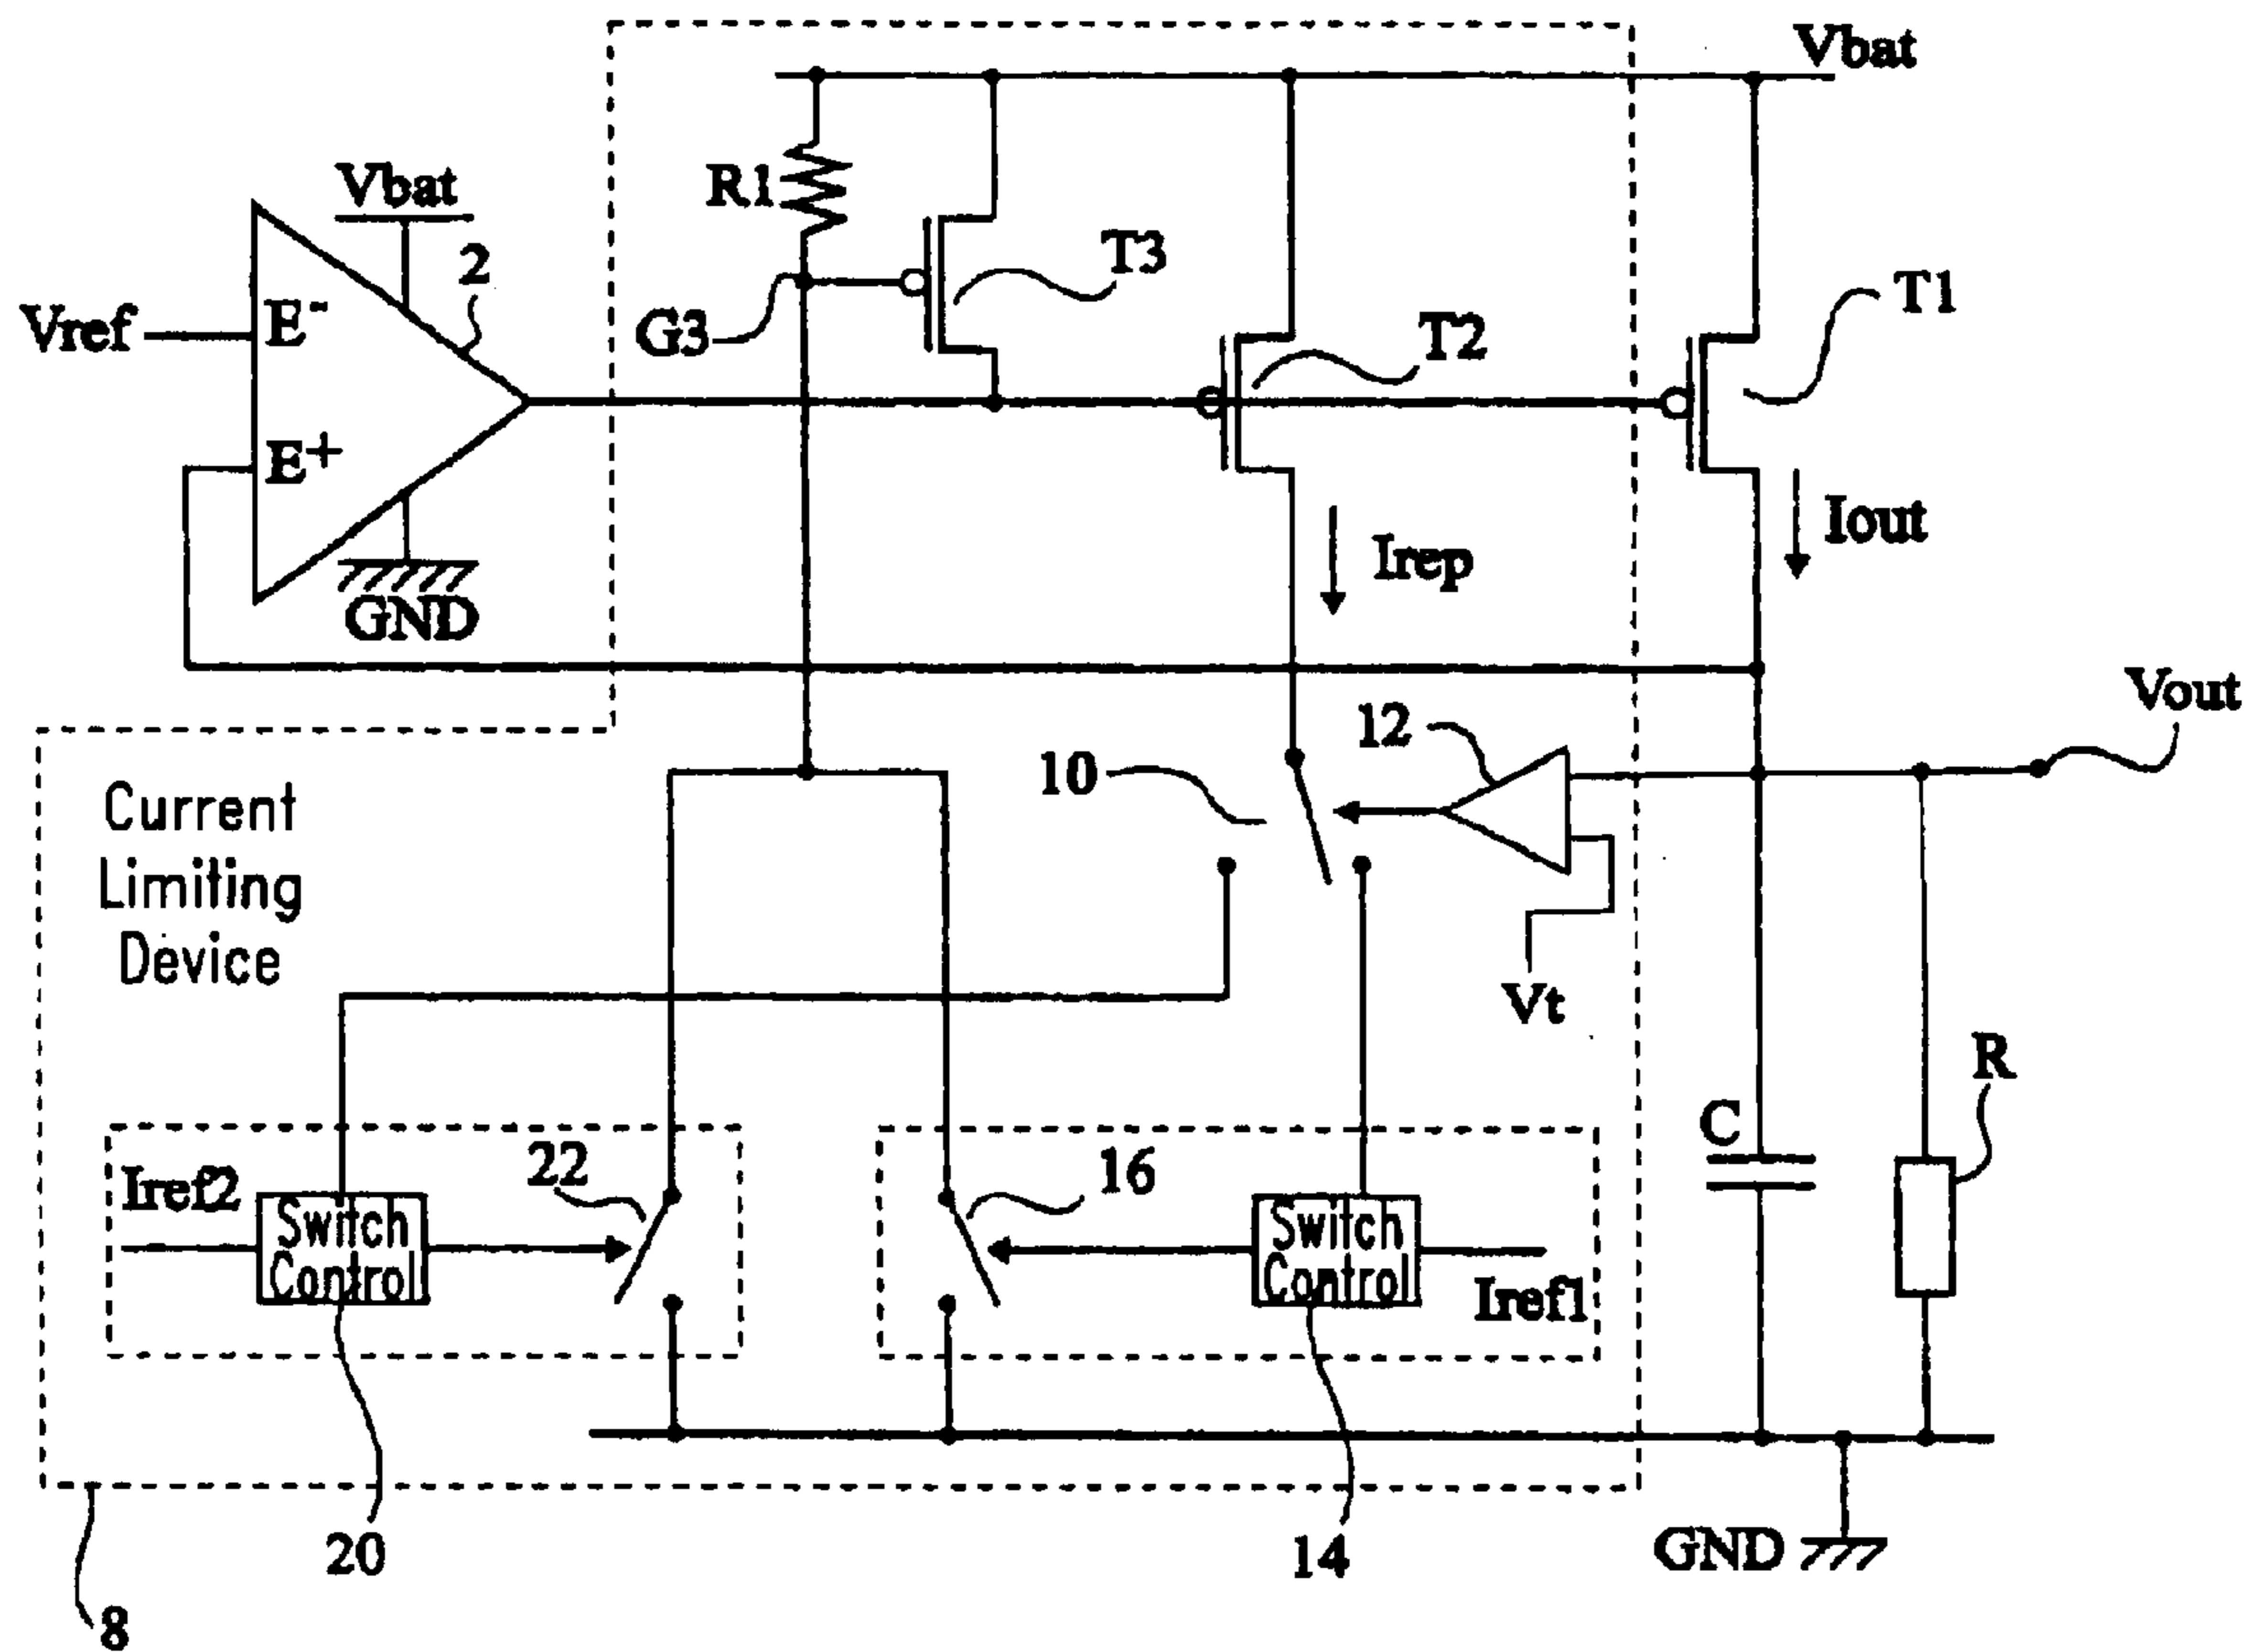 Vbat
Vbat
R1
2
T3
T1
Vref
E-
G3
T2
E+
Iout
Irep
GND
Vout
12
10
Current
Limiting
Device
Vt
R
C
22
16
Iref2
Switch
Control
Switch
Control
Iref1
20
14
GND
8